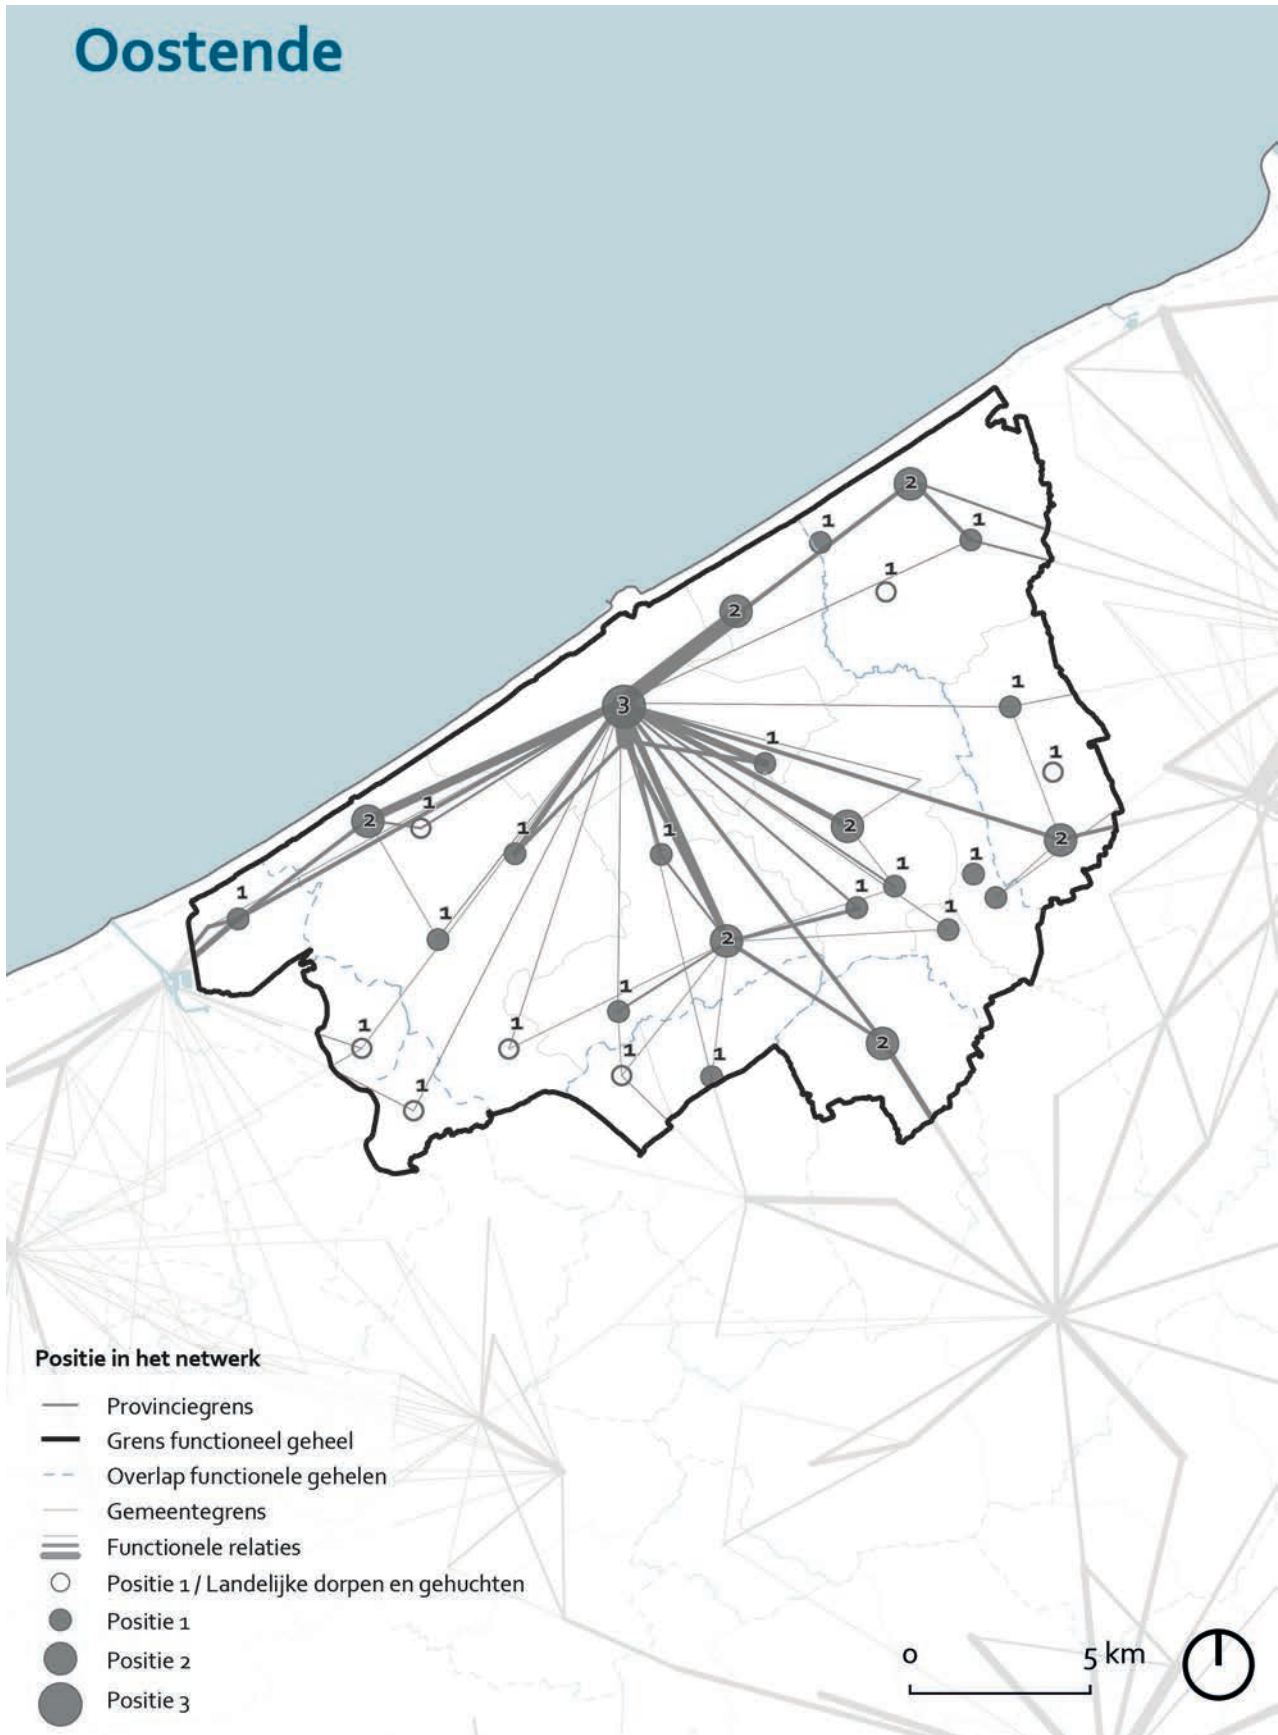 Oostende
2
1
1
1
2
3
1
1
1
2
1
2
2
1
1
1
1
1
1
1
2
1
1
1
1
2
1
1
1
Positie in het netwerk
Provinciegrens
Grens functioneel geheel
Overlap functionele gehelen
Gemeentegrens
Functionele relaties
Positie 1 / Landelijke dorpen en gehuchten
Positie 1
Positie 2
Positie 3
0 5 km